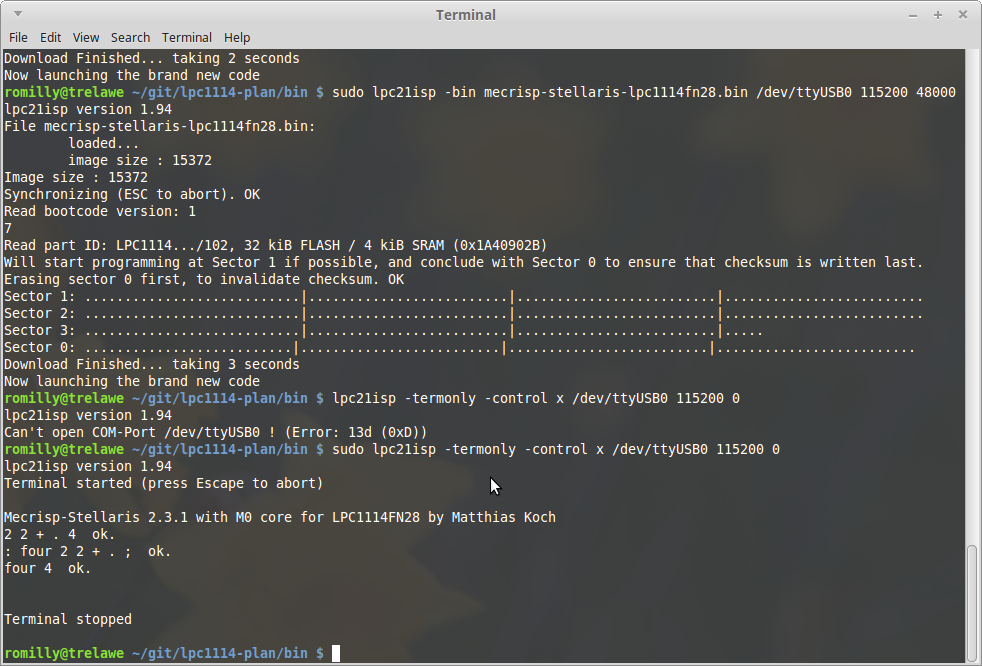 Terminal
File Edit View Search Terminal Help
Download Finished... taking 2 seconds
Now launching the brand new code
romilly@trelawe ~/git/lpc1114-plan/bin $ sudo lpc21isp -bin mecrisp-stellaris-lpc1114fn28.bin /dev/ttyUSB0 115200 48000
lpc21isp version 1.94
File mecrisp-stellaris-lpc1114fn28.bin:
        loaded...
        image size : 15372
Image size : 15372
Synchronizing (ESC to abort). OK
Read bootcode version: 1
7
Read part ID: LPC1114.../102, 32 kiB FLASH / 4 kiB SRAM (0x1A40902B)
Will start programming at Sector 1 if possible, and conclude with Sector 0 to ensure that checksum is written last.
Erasing sector 0 first, to invalidate checksum. OK
Sector 1: ...........................|.........................|.........................|.........................
Sector 2: ...........................|.........................|.........................|.........................
Sector 3: ...........................|.........................|.........................|.....
Sector 0: ..........................|.........................|.........................|.........................
Download Finished... taking 3 seconds
Now launching the brand new code
romilly@trelawe ~/git/lpc1114-plan/bin $ lpc21isp -termonly -control x /dev/ttyUSB0 115200 0
lpc21isp version 1.94
Can't open COM-Port /dev/ttyUSB0 ! (Error: 13d (0xD))
romilly@trelawe ~/git/lpc1114-plan/bin $ sudo lpc21isp -termonly -control x /dev/ttyUSB0 115200 0
lpc21isp version 1.94
Terminal started (press Escape to abort)
Mecrisp-Stellaris 2.3.1 with M0 core for LPC1114FN28 by Matthias Koch
2 2 + . 4  ok.
: four 2 2 + . ;  ok.
four 4  ok.
Terminal stopped
romilly@trelawe ~/git/lpc1114-plan/bin $